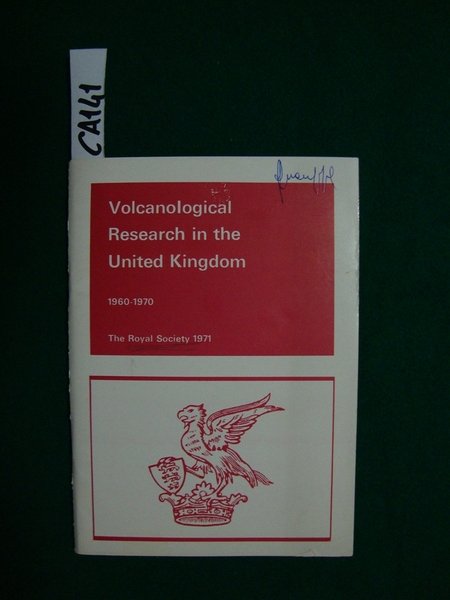 CA141
Volcanological
Research in the
United Kingdom
1960-1970
The Royal Society 1971